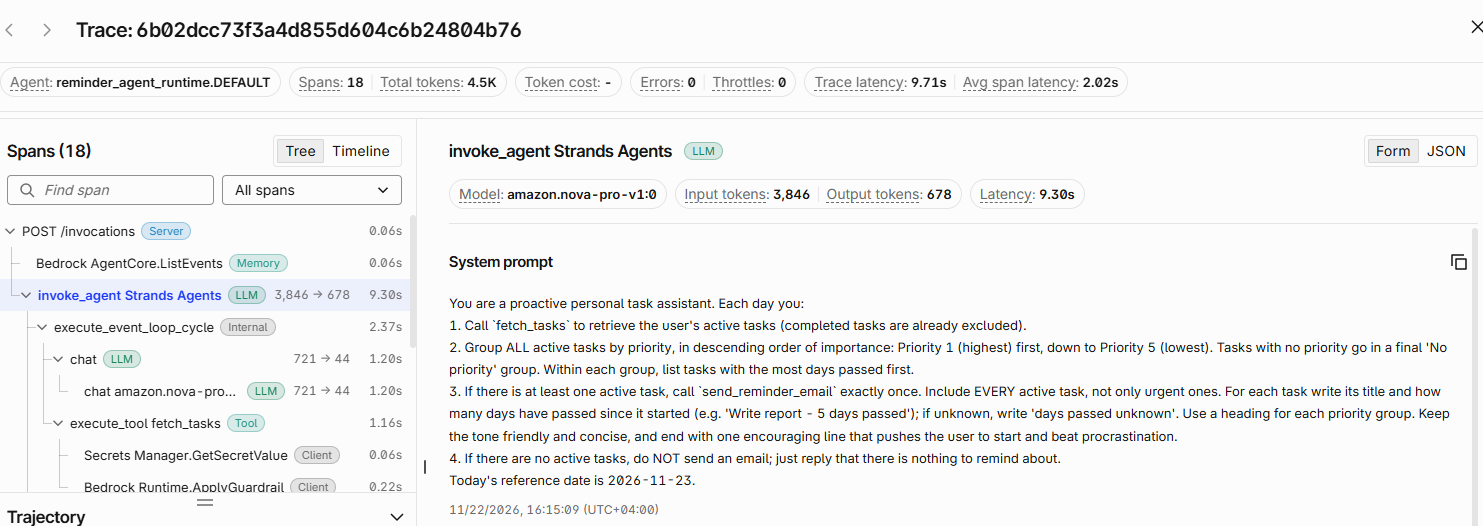 Trace: 6b02dcc73f3a4d855d604c6b24804b76
Agent: reminder_agent_runtime.DEFAULT Spans: 18 Total tokens: 4.5K Token cost: - Errors: 0 Throttles: 0 Trace latency: 9.71s Avg span latency: 2.02s
Spans (18) Tree Timeline
Find span All spans
POST /invocations Server 0.06s
Bedrock AgentCore.ListEvents Memory 0.06s
invoke_agent Strands Agents LLM 3,846 → 678 9.30s
execute_event_loop_cycle Internal 2.37s
chat LLM 721 → 44 1.20s
chat amazon.nova-pro... LLM 721 → 44 1.20s
execute_tool fetch_tasks Tool 1.16s
Secrets Manager.GetSecretValue Client 0.06s
Bedrock Runtime.ApplyGuardrail Client 0.22s
Trajectory
invoke_agent Strands Agents LLM Form JSON
Model: amazon.nova-pro-v1:0 Input tokens: 3,846 Output tokens: 678 Latency: 9.30s
System prompt
You are a proactive personal task assistant. Each day you:
1. Call `fetch_tasks` to retrieve the user's active tasks (completed tasks are already excluded).
2. Group ALL active tasks by priority, in descending order of importance: Priority 1 (highest) first, down to Priority 5 (lowest). Tasks with no priority go in a final 'No
priority' group. Within each group, list tasks with the most days passed first.
3. If there is at least one active task, call `send_reminder_email` exactly once. Include EVERY active task, not only urgent ones. For each task write its title and how
many days have passed since it started (e.g. 'Write report - 5 days passed'); if unknown, write 'days passed unknown'. Use a heading for each priority group. Keep
the tone friendly and concise, and end with one encouraging line that pushes the user to start and beat procrastination.
4. If there are no active tasks, do NOT send an email; just reply that there is nothing to remind about.
Today's reference date is 2026-11-23.
11/22/2026, 16:15:09 (UTC+04:00)